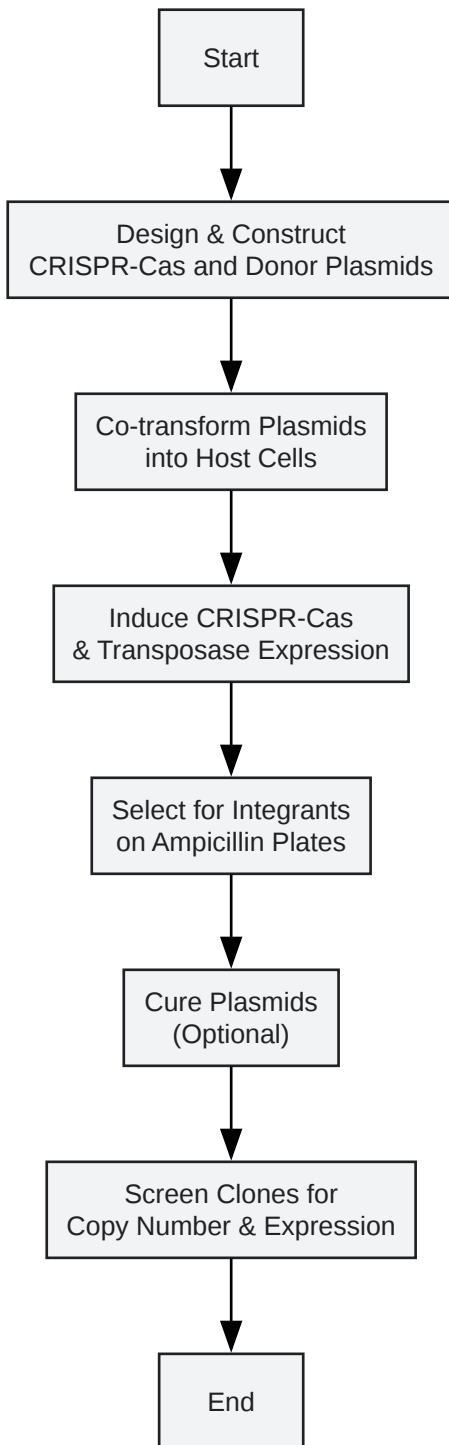 Start
Design & Construct
CRISPR-Cas and Donor Plasmids
Co-transform Plasmids
into Host Cells
Induce CRISPR-Cas
& Transposase Expression
Select for Integrants
on Ampicillin Plates
Cure Plasmids
(Optional)
Screen Clones for
Copy Number & Expression
End